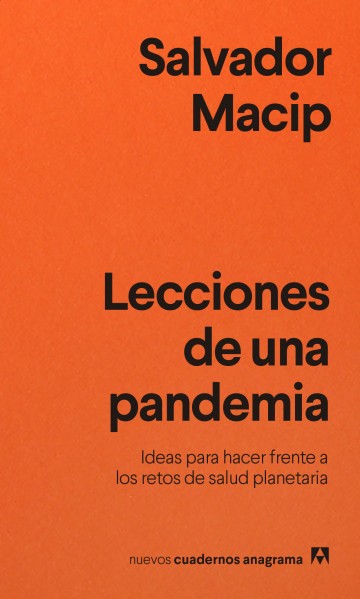 Salvador
Macip
Lecciones
de una
pandemia
Ideas para hacer frente a
los retos de salud planetaria
nuevos cuadernos anagrama